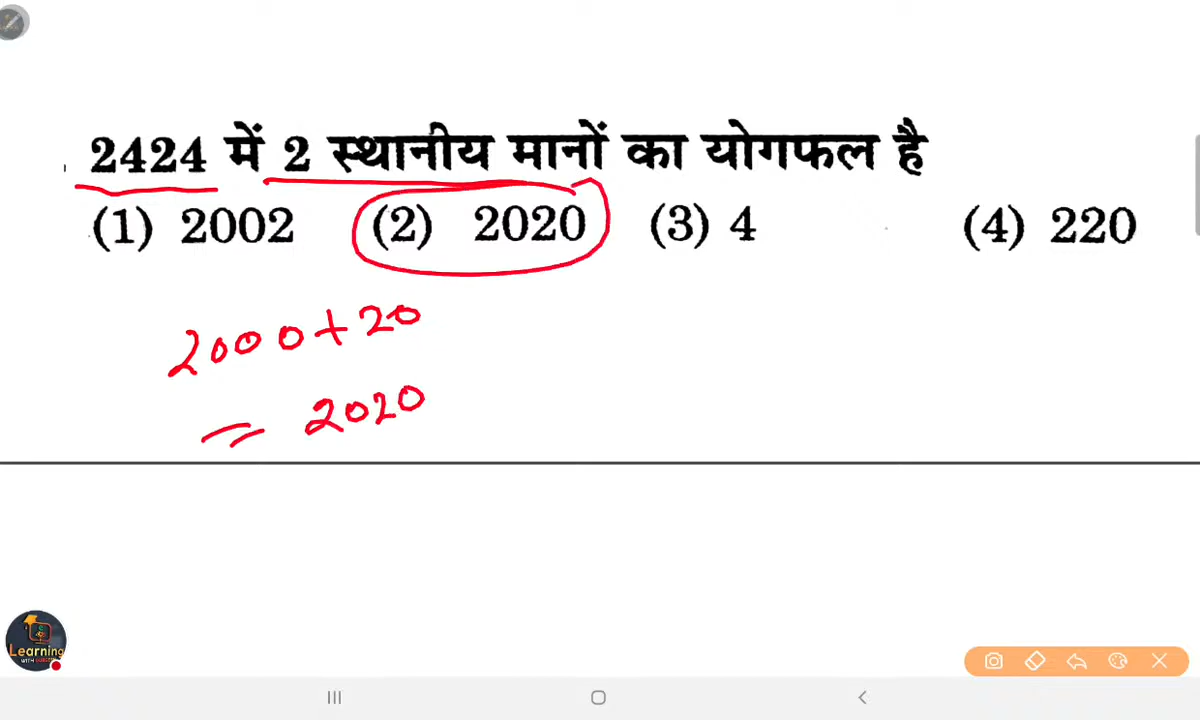 2424 में 2 स्थानीय मानों का योगफल है
(1) 2002 (2) 2020 (3) 4 (4) 220
2000+20
= 2020
Learning